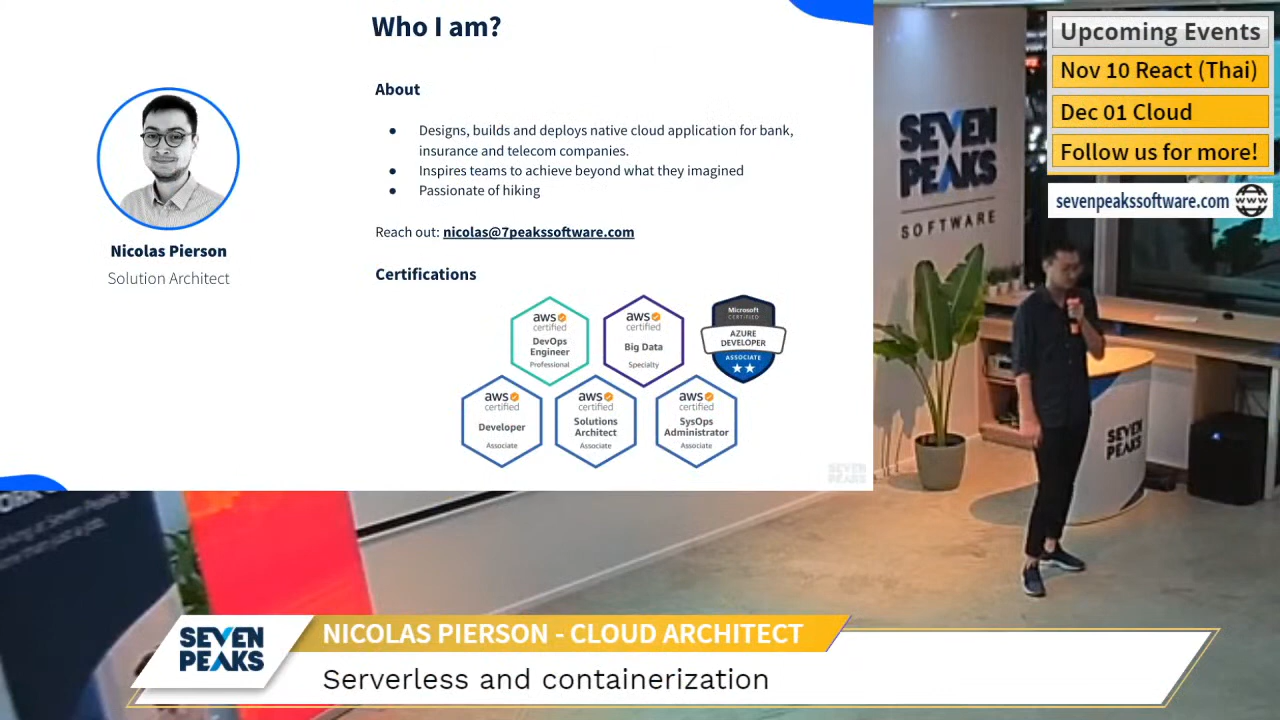 Who I am?
About
● Designs, builds and deploys native cloud application for bank,
insurance and telecom companies.
● Inspires teams to achieve beyond what they imagined
● Passionate of hiking
Reach out: nicolas@7peakssoftware.com
Nicolas Pierson
Solution Architect
Certifications
aws
certified
DevOps
Engineer
Professional
aws
certified
Big Data
Specialty
Microsoft
CERTIFIED
AZURE
DEVELOPER
ASSOCIATE
aws
certified
Developer
Associate
aws
certified
Solutions
Architect
Associate
aws
certified
SysOps
Administrator
Associate
SEVEN
PEAKS
Upcoming Events
Nov 10 React (Thai)
Dec 01 Cloud
Follow us for more!
sevenpeakssoftware.com
WWW
SEVEN
PEAKS
SOFTWARE
SEVEN
PEAKS
SEVEN
PEAKS
NICOLAS PIERSON - CLOUD ARCHITECT
Serverless and containerization